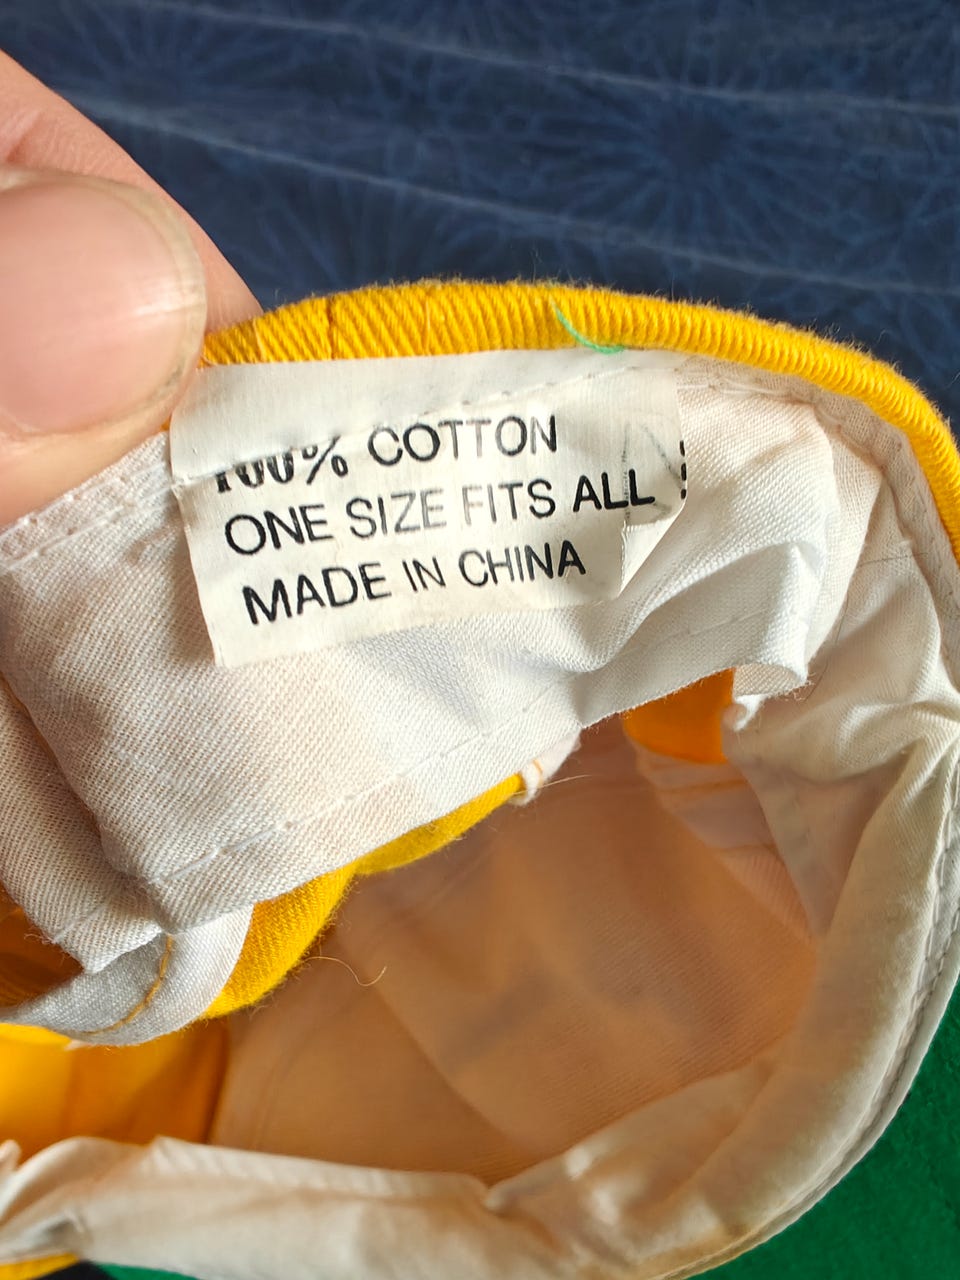 100% COTTON
ONE SIZE FITS ALL
MADE IN CHINA